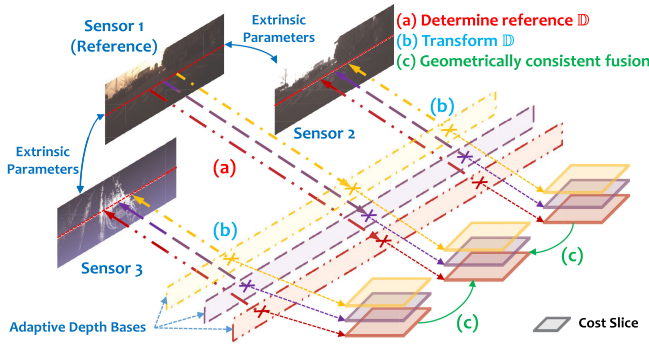 Sensor 1
(Reference)
Extrinsic
Parameters
(a) Determine reference 𝔻
(b) Transform 𝔻
(c) Geometrically consistent fusion
Sensor 2
(b)
Extrinsic
Parameters
(a)
Sensor 3
(b)
(c)
(c)
Adaptive Depth Bases
Cost Slice